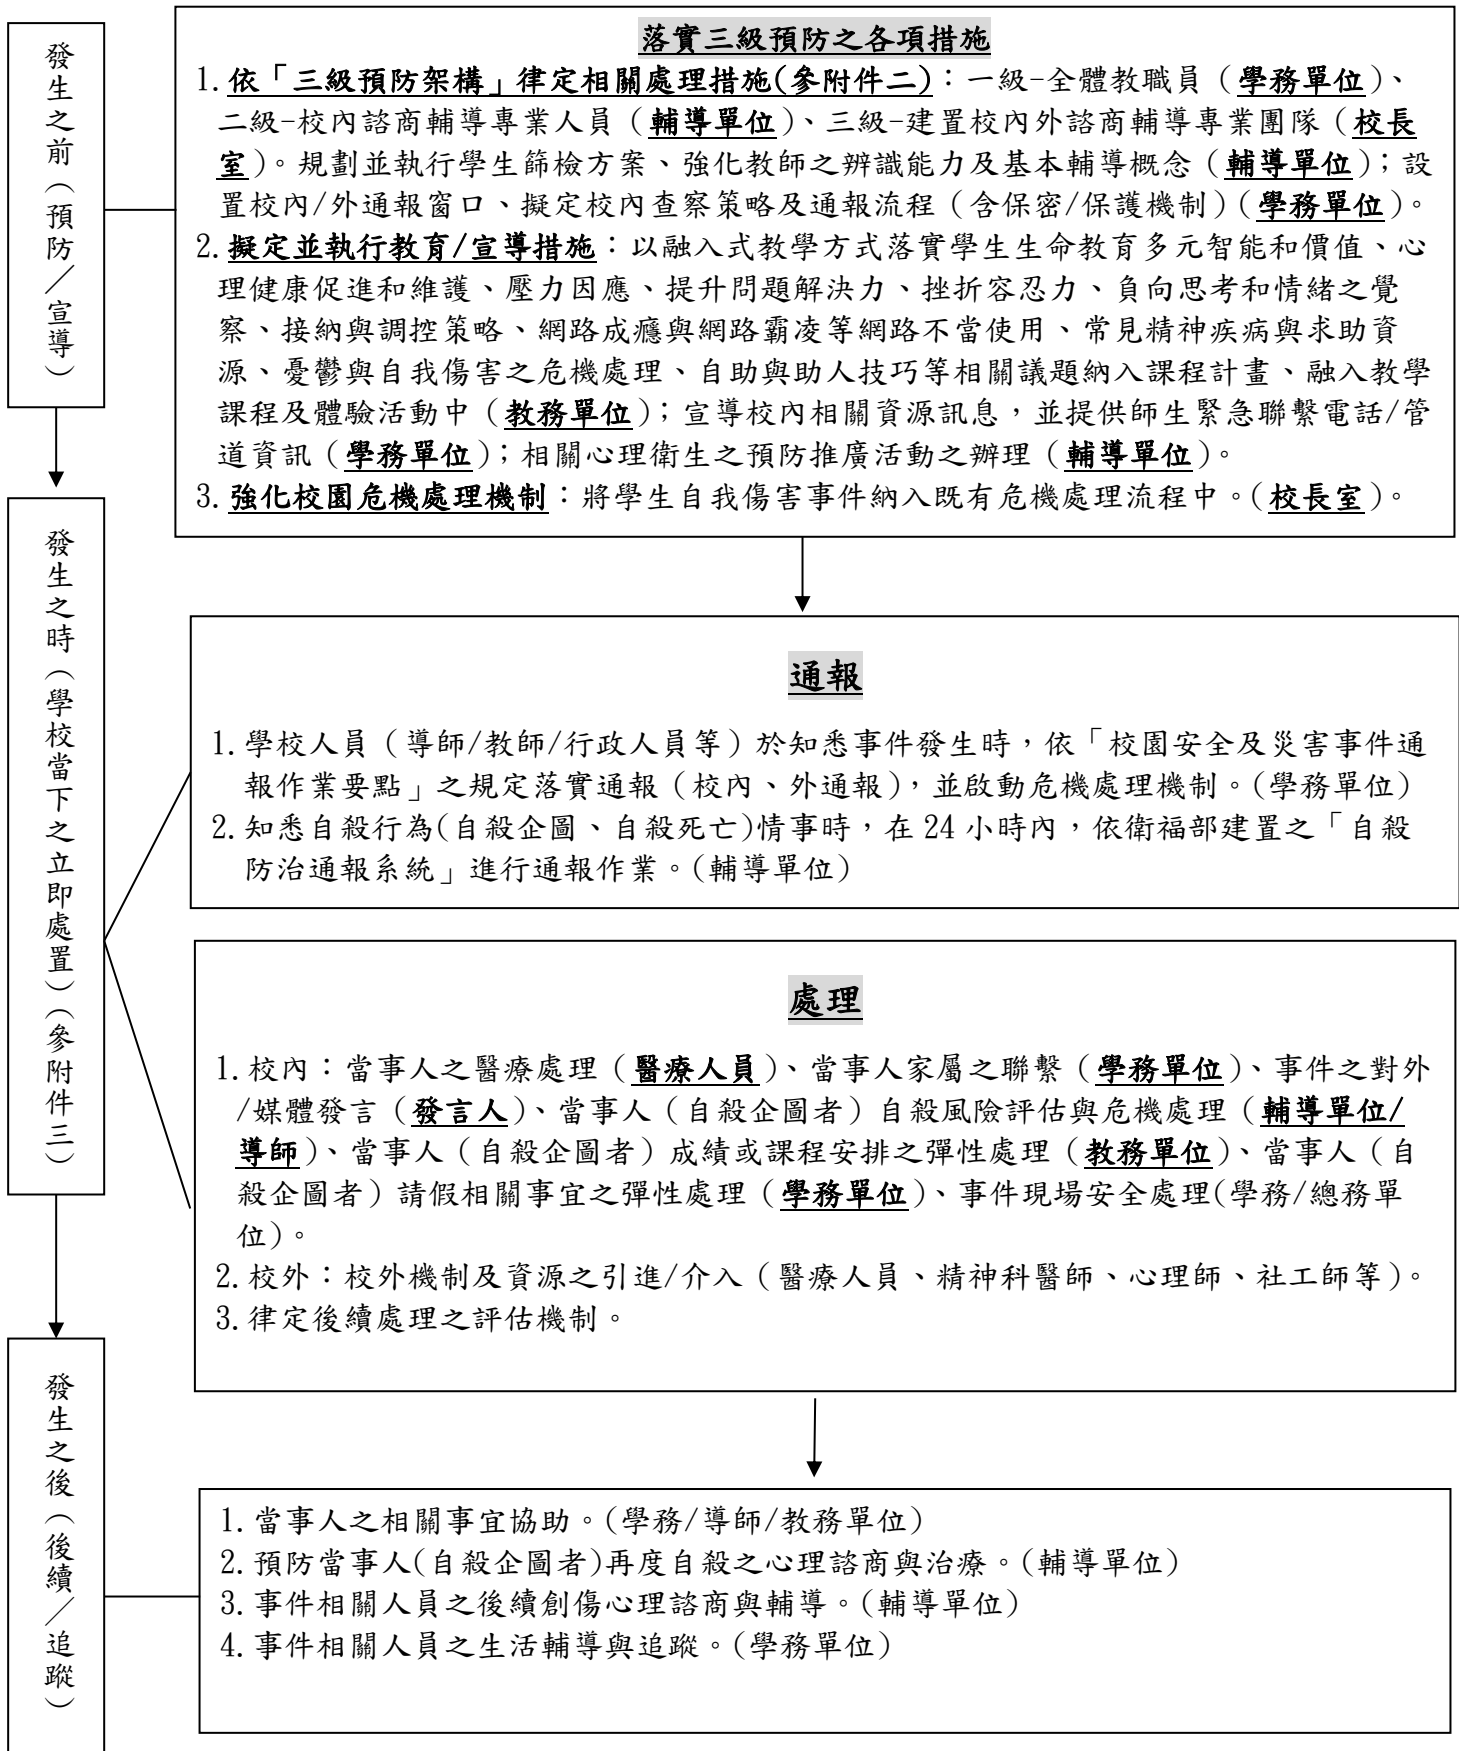 發生之前（預防／宣導）
落實三級預防之各項措施
1.依「三級預防架構」律定相關處理措施(參附件二)：一級-全體教職員（學務單位）、
二級-校內諮商輔導專業人員（輔導單位）、三級-建置校內外諮商輔導專業團隊（校長
室）。規劃並執行學生篩檢方案、強化教師之辨識能力及基本輔導概念（輔導單位）；設
置校內/外通報窗口、擬定校內查察策略及通報流程（含保密/保護機制）（學務單位）。
2.擬定並執行教育/宣導措施：以融入式教學方式落實學生生命教育多元智能和價值、心
理健康促進和維護、壓力因應、提升問題解決力、挫折容忍力、負向思考和情緒之覺
察、接納與調控策略、網路成癮與網路霸凌等網路不當使用、常見精神疾病與求助資
源、憂鬱與自我傷害之危機處理、自助與助人技巧等相關議題納入課程計畫、融入教學
課程及體驗活動中（教務單位）；宣導校內相關資源訊息，並提供師生緊急聯繫電話/管
道資訊（學務單位）；相關心理衛生之預防推廣活動之辦理（輔導單位）。
3.強化校園危機處理機制：將學生自我傷害事件納入既有危機處理流程中。(校長室)。
發生之時（學校當下之立即處置）（參附件三）
通報
1.學校人員（導師/教師/行政人員等）於知悉事件發生時，依「校園安全及災害事件通
報作業要點」之規定落實通報（校內、外通報），並啟動危機處理機制。(學務單位)
2.知悉自殺行為(自殺企圖、自殺死亡)情事時，在 24 小時內，依衛福部建置之「自殺
防治通報系統」進行通報作業。(輔導單位)
處理
1.校內：當事人之醫療處理（醫療人員）、當事人家屬之聯繫（學務單位）、事件之對外
/媒體發言（發言人）、當事人（自殺企圖者）自殺風險評估與危機處理（輔導單位/
導師）、當事人（自殺企圖者）成績或課程安排之彈性處理（教務單位）、當事人（自
殺企圖者）請假相關事宜之彈性處理（學務單位）、事件現場安全處理(學務/總務單
位)。
2.校外：校外機制及資源之引進/介入（醫療人員、精神科醫師、心理師、社工師等）。
3.律定後續處理之評估機制。
發生之後（後續／追蹤）
1.當事人之相關事宜協助。(學務/導師/教務單位)
2.預防當事人(自殺企圖者)再度自殺之心理諮商與治療。(輔導單位)
3.事件相關人員之後續創傷心理諮商與輔導。(輔導單位)
4.事件相關人員之生活輔導與追蹤。(學務單位)